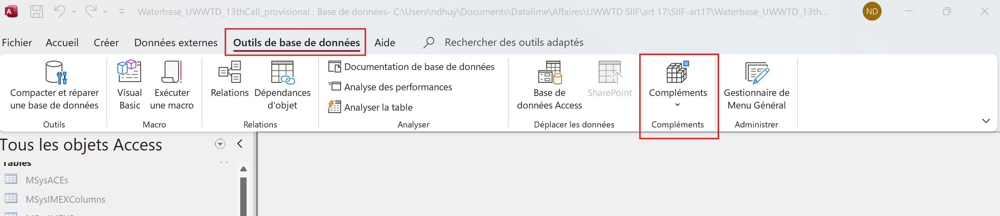 Waterbase_UWWTD_13thCall_provisional : Base de données- C:\Users\ndhuy\Documents\Datalime\Affaires\UWWTD SIIF\art 17\SIIF-art17\Waterbase_UWWTD_13th...
ND
Fichier
Accueil
Créer
Données externes
Outils de base de données
Aide
Rechercher des outils adaptés
Compacter et réparer
une base de données
Outils
Visual
Basic
Exécuter
une macro
Macro
Relations
Dépendances
d'objet
Relations
Documentation de base de données
Analyse des performances
Analyser la table
Analyser
Base de
données Access
SharePoint
Déplacer les données
Compléments
Compléments
Gestionnaire de
Menu Général
Administrer
Tous les objets Access
Tables
MSysACEs
MSysIMEXColumns